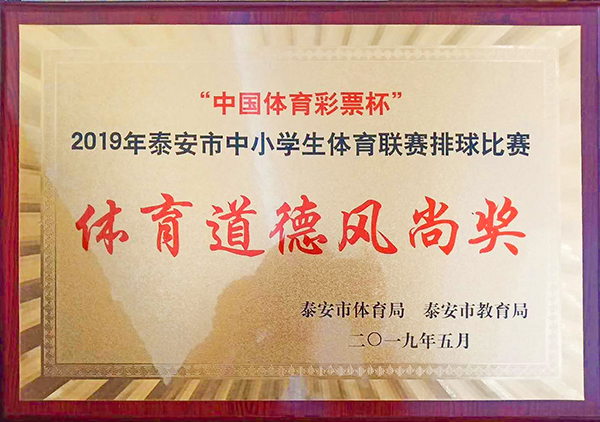 “中国体育彩票杯”
2019年泰安市中小学生体育联赛排球比赛
体育道德风尚奖
泰安市体育局 泰安市教育局
二〇一九年五月